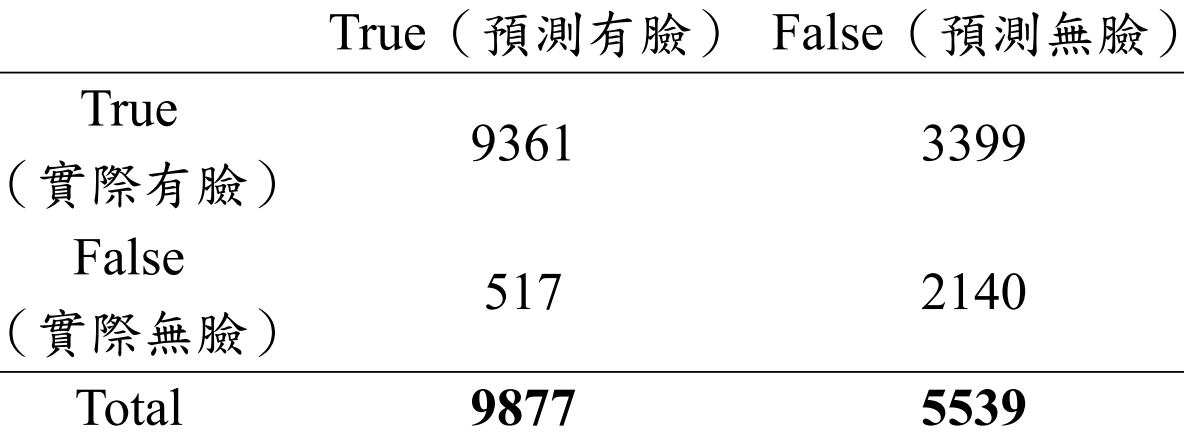 True（預測有臉） False（預測無臉）
True
（實際有臉）
9361 3399
False
（實際無臉）
517 2140
Total 9877 5539